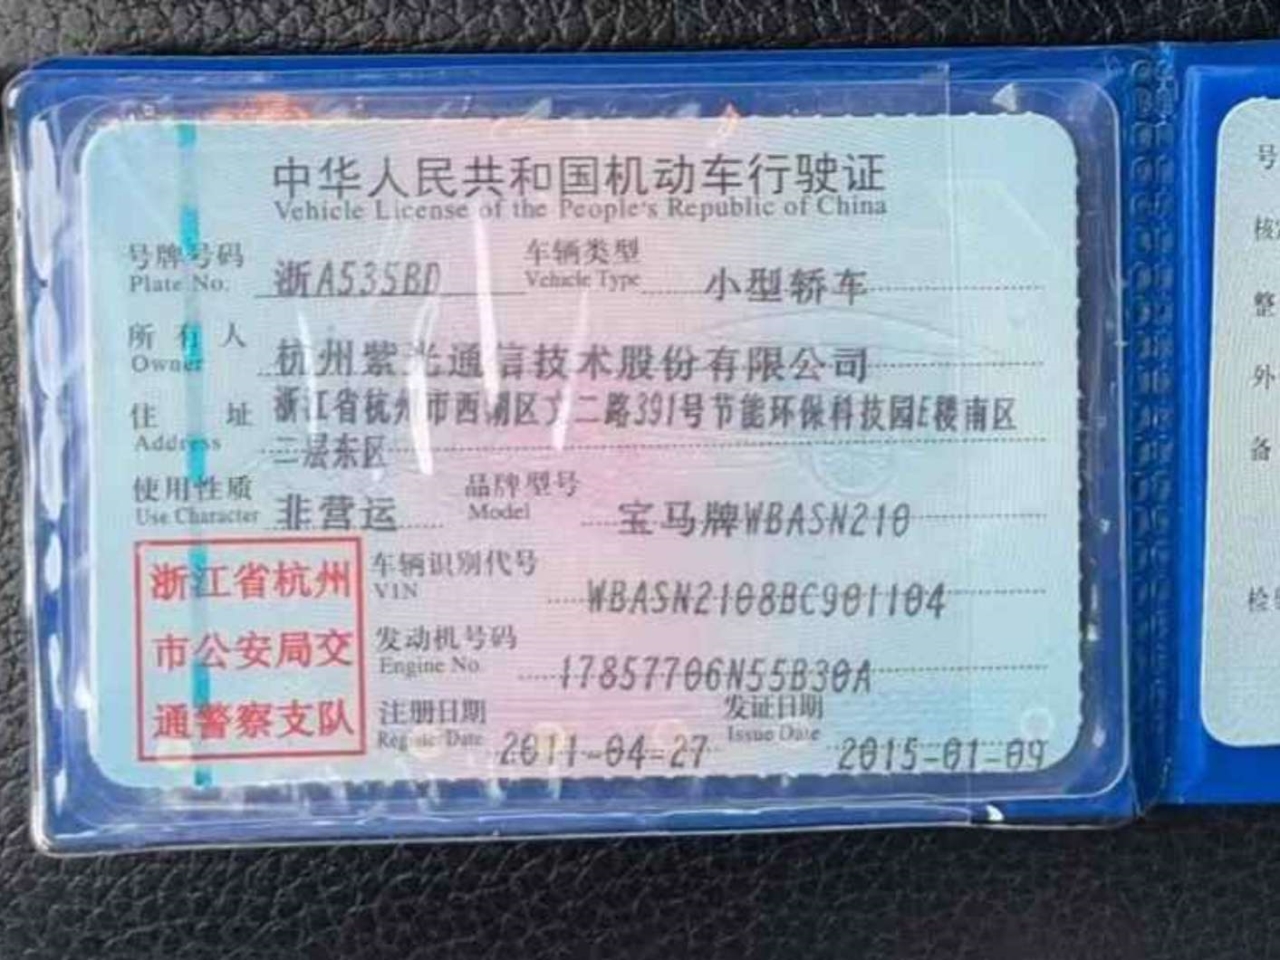 中华人民共和国机动车行驶证
Vehicle License of the People's Republic of China
号牌号码 浙A535BD 车辆类型 小型轿车
Plate No. Vehicle Type
所有人 杭州紫光通信技术股份有限公司
Owner
住址 浙江省杭州市西湖区文二路391号节能环保科技园E楼南区
Address 二层东区
使用性质 非营运 品牌型号 宝马牌WBASN210
Use Character Model
浙江省杭州
市公安局交
通警察支队
车辆识别代号 WBASN2108BC901104
VIN
发动机号码 17857706N55B30A
Engine No.
注册日期 2011-04-27 发证日期 2015-01-09
Register Date Issue Date
号
核
整
外
备
检